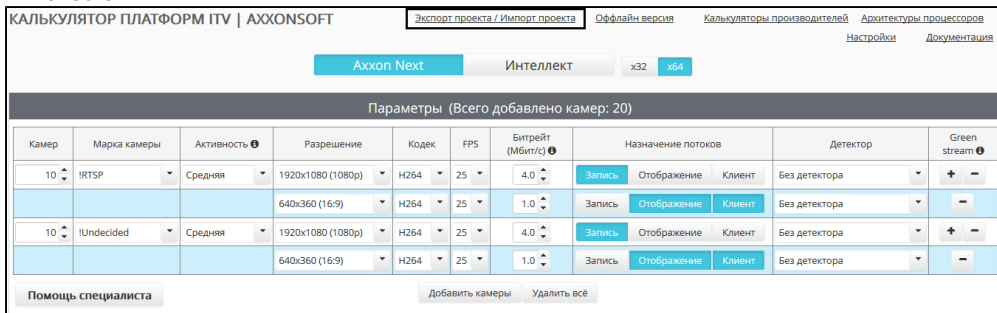 КАЛЬКУЛЯТОР ПЛАТФОРМ ITV | AXXONSOFT Экспорт проекта / Импорт проекта Оффлайн версия Калькуляторы производителей Архитектуры процессоров
Настройки Документация
Axxon Next Интеллект x32 x64
Параметры (Всего добавлено камер: 20)
Камер Марка камеры Активность Разрешение Кодек FPS Битрейт (Мбит/с) Назначение потоков Детектор Green stream
10 !RTSP Средняя 1920x1080 (1080p) H264 25 4.0 Запись Отображение Клиент Без детектора + −
640x360 (16:9) H264 25 1.0 Запись Отображение Клиент Без детектора −
10 !Undecided Средняя 1920x1080 (1080p) H264 25 4.0 Запись Отображение Клиент Без детектора + −
640x360 (16:9) H264 25 1.0 Запись Отображение Клиент Без детектора −
Помощь специалиста Добавить камеры Удалить всё